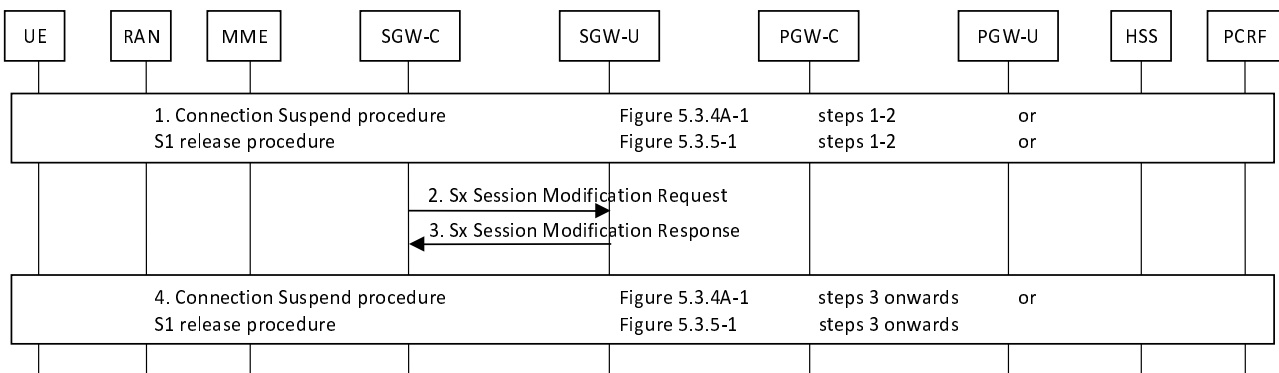 UE RAN MME SGW-C SGW-U PGW-C PGW-U HSS PCRF
1. Connection Suspend procedure Figure 5.3.4A-1 steps 1-2 or
S1 release procedure Figure 5.3.5-1 steps 1-2 or
2. Sx Session Modification Request
3. Sx Session Modification Response
4. Connection Suspend procedure Figure 5.3.4A-1 steps 3 onwards or
S1 release procedure Figure 5.3.5-1 steps 3 onwards